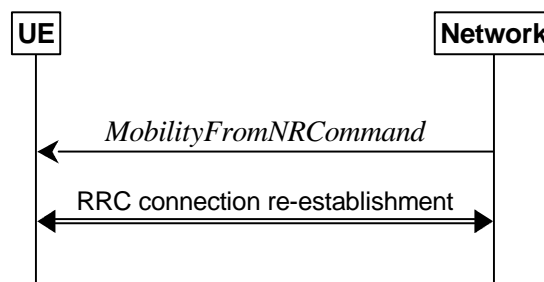 UE
Network
MobilityFromNRCommand
RRC connection re-establishment